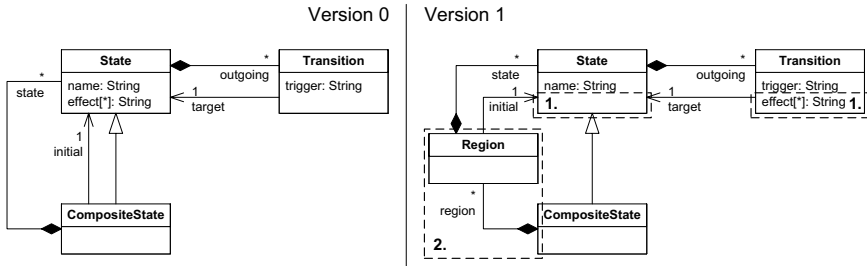 Version 0
State
name: String
effect[*]: String
*
outgoing
Transition
trigger: String
1
target
*
state
1
initial
CompositeState
Version 1
State
name: String
1.
*
outgoing
Transition
trigger: String
effect[*]: String 1.
1
target
*
state
1
initial
Region
*
region
CompositeState
2.